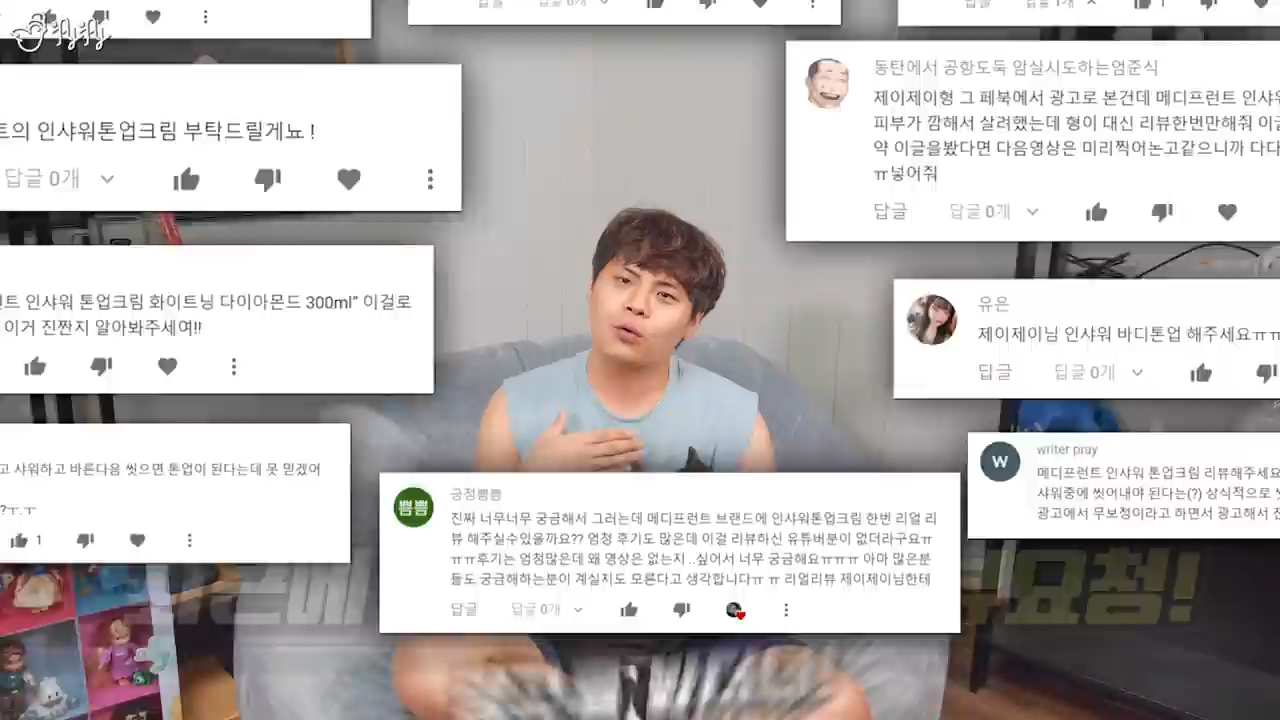 트의 인샤워톤업크림 부탁드릴게뇨 !
답글 0개
트 인샤워 톤업크림 화이트닝 다이아몬드 300ml” 이걸로
이거 진짠지 알아봐주세여!!
고 샤워하고 바른다음 씻으면 톤업이 된다는데 못 믿겠어
??ㅜ.ㅜ
1
동탄에서 공항도둑 암살시도하는엄준식
제이제이형 그 페북에서 광고로 본건데 메디프런트 인샤워
피부가 깜해서 살려했는데 형이 대신 리뷰한번만해줘 이글
약 이글을봤다면 다음영상은 미리찍어논고같으니까 다다
ㅠ넣어줘
답글 답글 0개
유은
제이제이님 인샤워 바디톤업 해주세요ㅠㅠ
답글 답글 0개
W
writer pray
메디프런트 인샤워 톤업크림 리뷰해주세요
샤워중에 씻어내야 된다는(?) 상식적으로
광고에서 무보정이라고 하면서 광고해서
쁨쁨
긍정쁨쁨
진짜 너무너무 궁금해서 그러는데 메디프런트 브랜드에 인샤워톤업크림 한번 리얼 리
뷰 해주실수있을까요?? 엄청 후기도 많은데 이걸 리뷰하신 유튜버분이 없더라구요ㅠ
ㅠㅠ후기는 엄청많은데 왜 영상은 없는지 ..싶어서 너무 궁금해요ㅠㅠㅠ 아마 많은분
들도 궁금해하는분이 계실지도 모른다고 생각합니다ㅠ ㅠ 리얼리뷰 제이제이님한테
답글 답글 0개
요청!